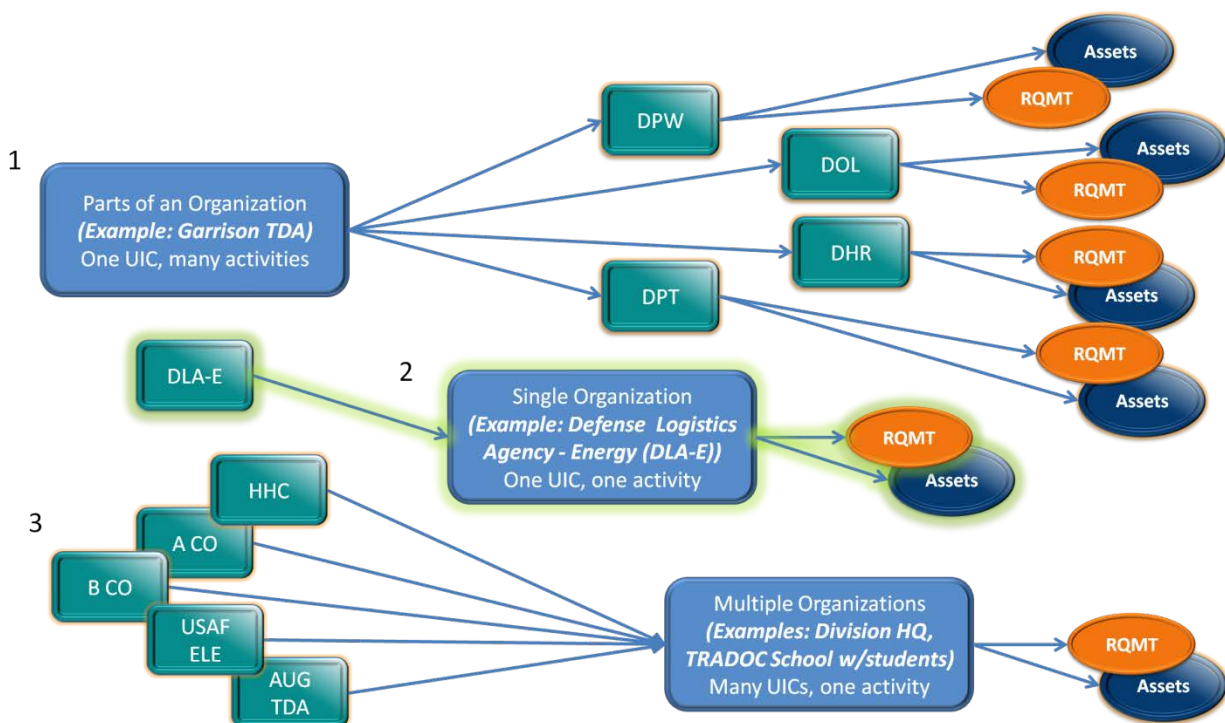 Assets
DPW
RQMT
1
DOL
Assets
RQMT
Parts of an Organization
(Example: Garrison TDA)
One UIC, many activities
DHR
RQMT
Assets
DPT
RQMT
Assets
DLA-E
2
Single Organization
(Example: Defense Logistics
Agency - Energy (DLA-E))
One UIC, one activity
RQMT
Assets
3
HHC
A CO
B CO
USAF
ELE
AUG
TDA
Multiple Organizations
(Examples: Division HQ,
TRADOC School w/students)
Many UICs, one activity
RQMT
Assets